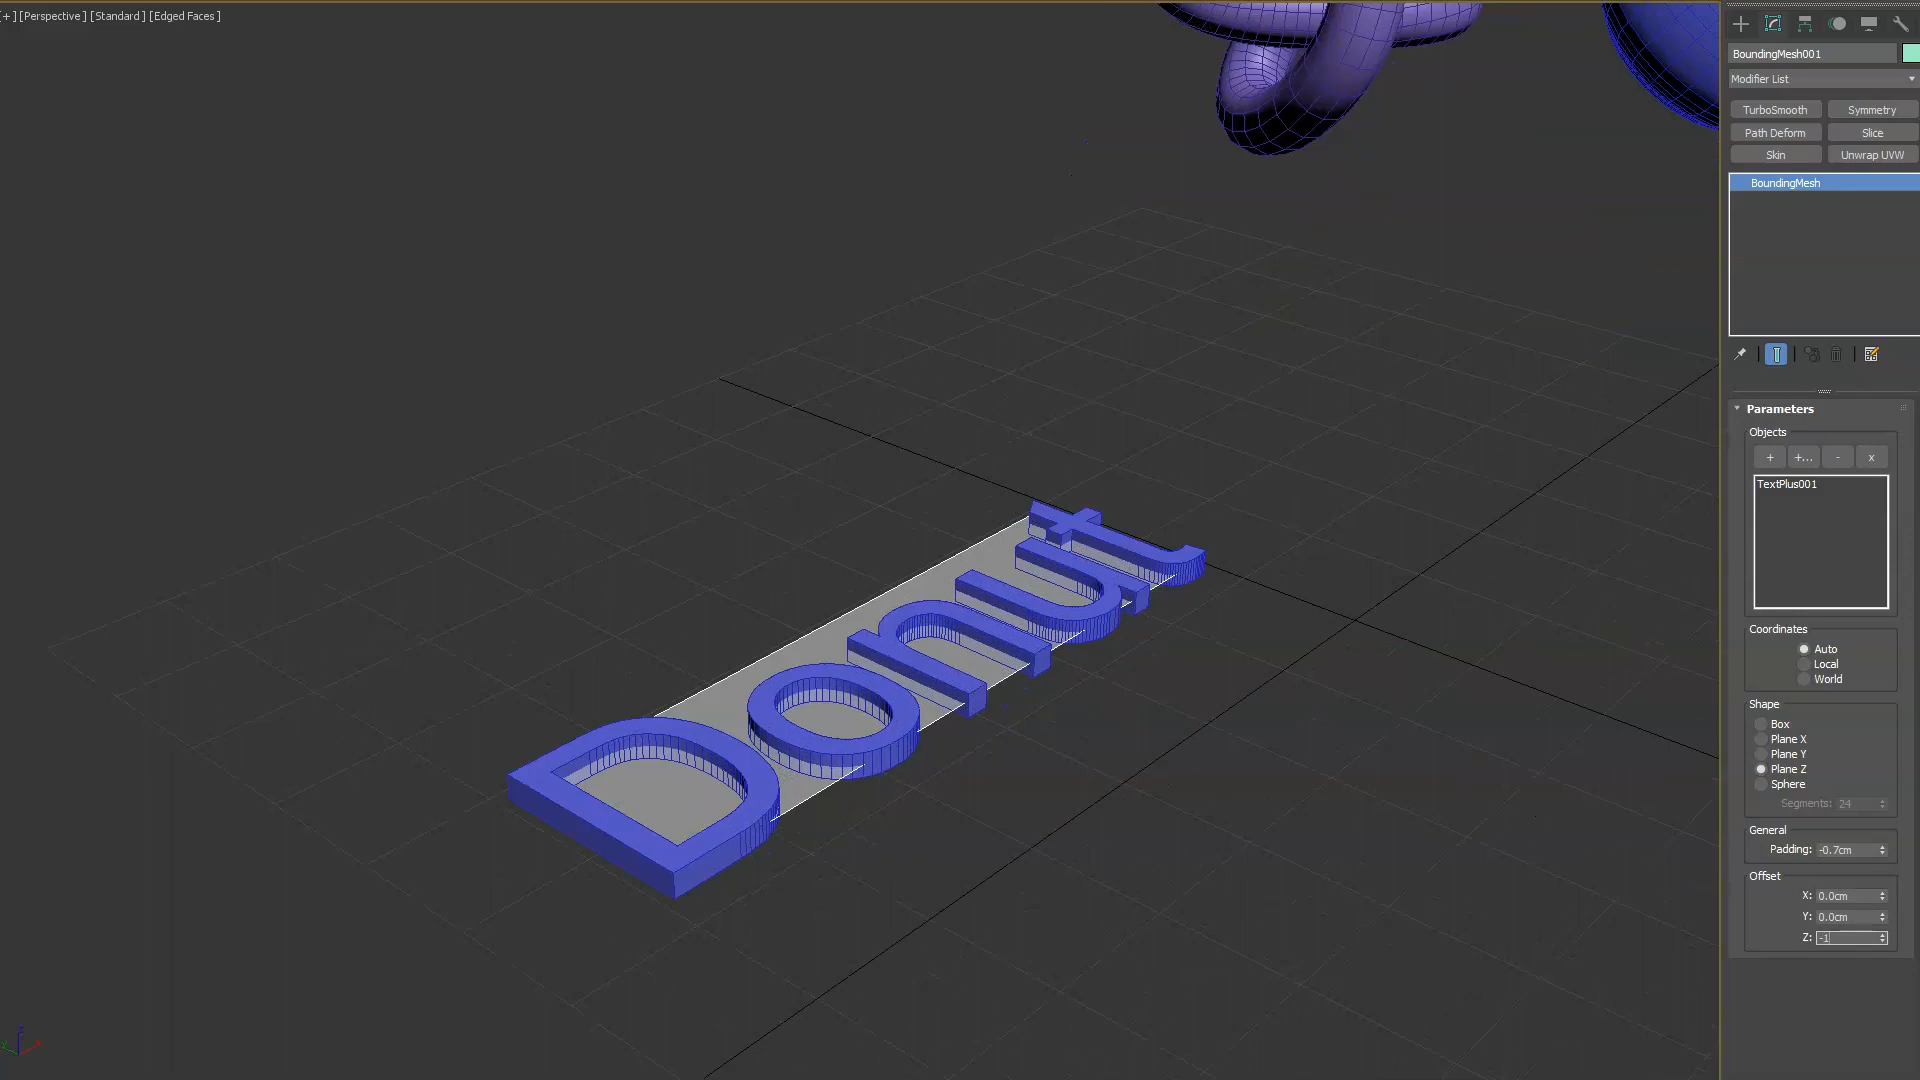 [+] [Perspective] [Standard] [Edged Faces]
BoundingMesh001
Modifier List
TurboSmooth Symmetry
Path Deform Slice
Skin Unwrap UVW
BoundingMesh
Parameters
Objects
+ +... - x
TextPlus001
Coordinates
Auto
Local
World
Shape
Box
Plane X
Plane Y
Plane Z
Sphere
Segments: 24
General
Padding: -0.7cm
Offset
X: 0.0cm
Y: 0.0cm
Z: -1
Donut